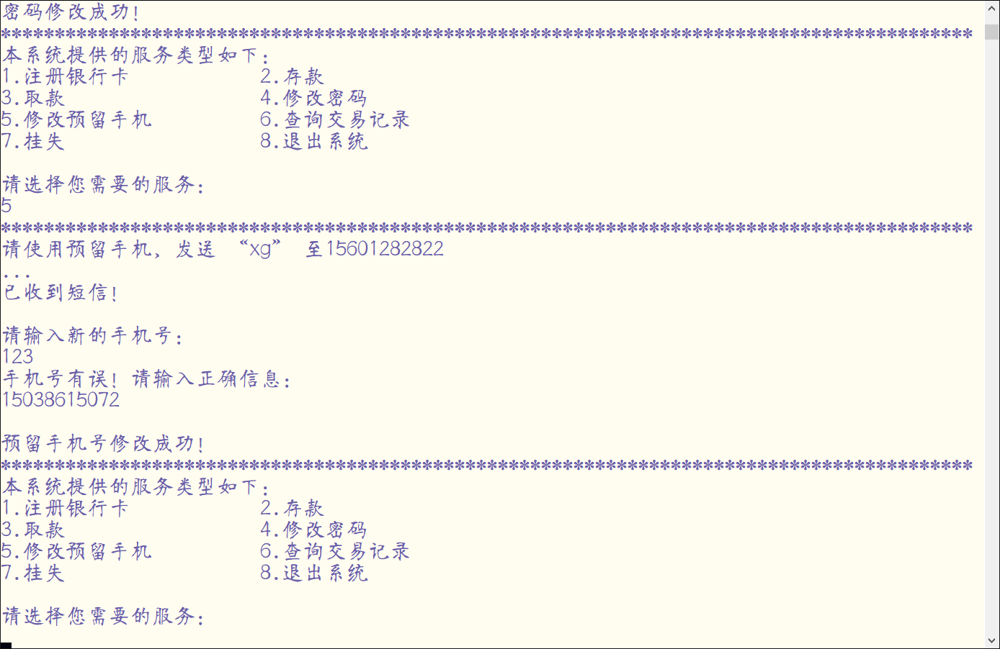 密码修改成功!
******************************************************************************************
本系统提供的服务类型如下:
1.注册银行卡 2.存款
3.取款 4.修改密码
5.修改预留手机 6.查询交易记录
7.挂失 8.退出系统
请选择您需要的服务:
5
******************************************************************************************
请使用预留手机, 发送 “xg” 至15601282822
...
已收到短信!
请输入新的手机号:
123
手机号有误! 请输入正确信息:
15038615072
预留手机号修改成功!
******************************************************************************************
本系统提供的服务类型如下:
1.注册银行卡 2.存款
3.取款 4.修改密码
5.修改预留手机 6.查询交易记录
7.挂失 8.退出系统
请选择您需要的服务: